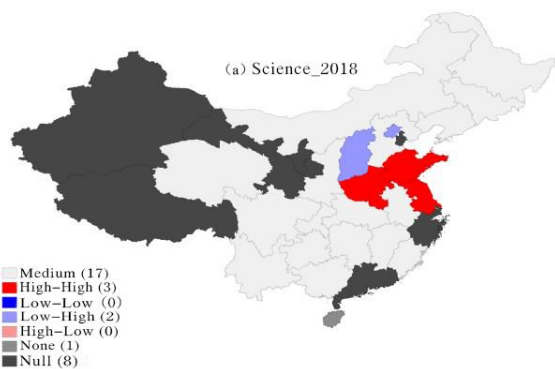 (a) Science_2018
Medium (17)
High-High (3)
Low-Low (0)
Low-High (2)
High-Low (0)
None (1)
Null (8)